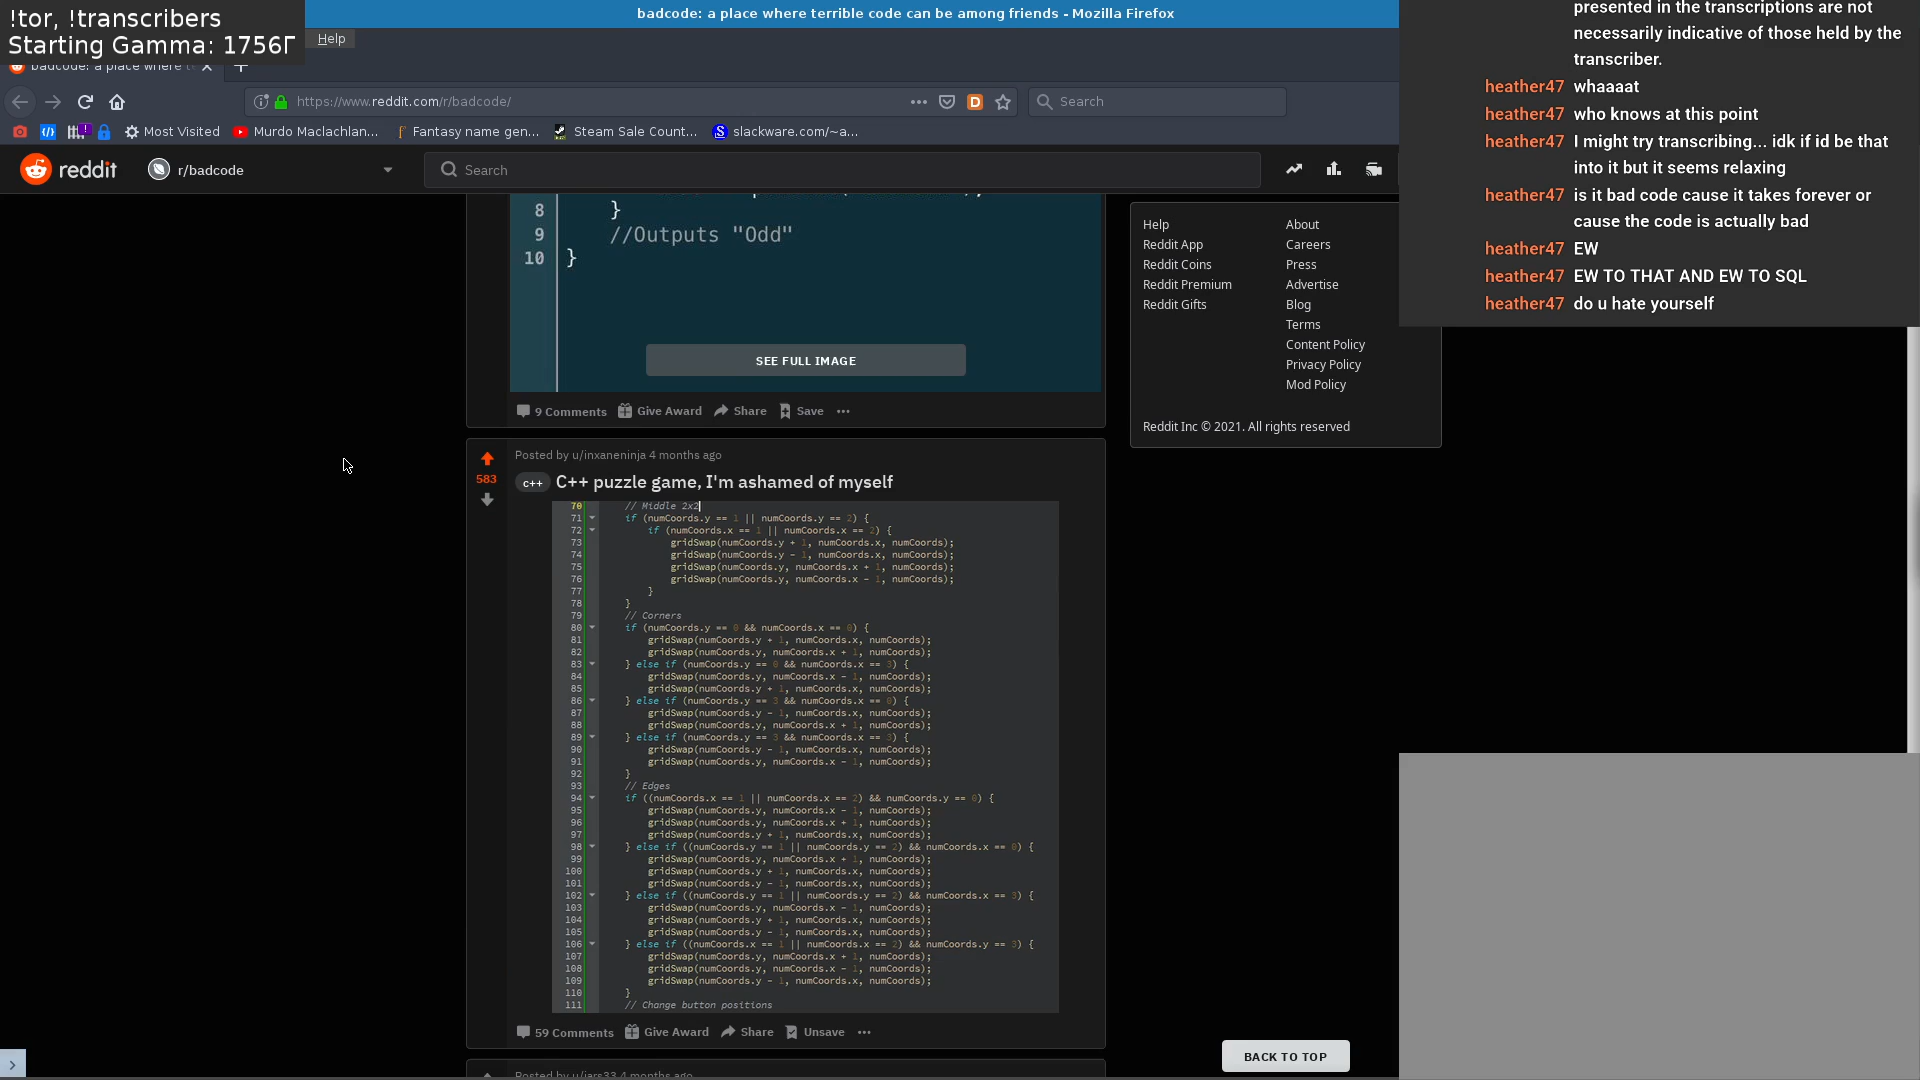 !tor, !transcribers
Starting Gamma: 1756Γ
badcode: a place where terrible code can be among friends - Mozilla Firefox
Help
badcode: a place where t
https://www.reddit.com/r/badcode/
Search
Most Visited
Murdo Maclachlan...
Fantasy name gen...
Steam Sale Count...
slackware.com/~a...
reddit
r/badcode
Search
presented in the transcriptions are not
necessarily indicative of those held by the
transcriber.
heather47 whaaaat
heather47 who knows at this point
heather47 I might try transcribing... idk if id be that
into it but it seems relaxing
heather47 is it bad code cause it takes forever or
cause the code is actually bad
heather47 EW
heather47 EW TO THAT AND EW TO SQL
heather47 do u hate yourself
8 }
9 //Outputs "Odd"
10 }
SEE FULL IMAGE
9 Comments Give Award Share Save
Help About
Reddit App Careers
Reddit Coins Press
Reddit Premium Advertise
Reddit Gifts Blog
Terms
Content Policy
Privacy Policy
Mod Policy
Reddit Inc © 2021. All rights reserved
Posted by u/inxaneninja 4 months ago
583
c++ C++ puzzle game, I'm ashamed of myself
70 // Middle 2x2
71 if (numCoords.y == 1 || numCoords.y == 2) {
72 if (numCoords.x == 1 || numCoords.x == 2) {
73 gridSwap(numCoords.y + 1, numCoords.x, numCoords);
74 gridSwap(numCoords.y - 1, numCoords.x, numCoords);
75 gridSwap(numCoords.y, numCoords.x + 1, numCoords);
76 gridSwap(numCoords.y, numCoords.x - 1, numCoords);
77 }
78 }
79 // Corners
80 if (numCoords.y == 0 && numCoords.x == 0) {
81 gridSwap(numCoords.y + 1, numCoords.x, numCoords);
82 gridSwap(numCoords.y, numCoords.x + 1, numCoords);
83 } else if (numCoords.y == 0 && numCoords.x == 3) {
84 gridSwap(numCoords.y, numCoords.x - 1, numCoords);
85 gridSwap(numCoords.y + 1, numCoords.x, numCoords);
86 } else if (numCoords.y == 3 && numCoords.x == 0) {
87 gridSwap(numCoords.y - 1, numCoords.x, numCoords);
88 gridSwap(numCoords.y, numCoords.x + 1, numCoords);
89 } else if (numCoords.y == 3 && numCoords.x == 3) {
90 gridSwap(numCoords.y - 1, numCoords.x, numCoords);
91 gridSwap(numCoords.y, numCoords.x - 1, numCoords);
92 }
93 // Edges
94 if ((numCoords.x == 1 || numCoords.x == 2) && numCoords.y == 0) {
95 gridSwap(numCoords.y, numCoords.x - 1, numCoords);
96 gridSwap(numCoords.y, numCoords.x + 1, numCoords);
97 gridSwap(numCoords.y + 1, numCoords.x, numCoords);
98 } else if ((numCoords.y == 1 || numCoords.y == 2) && numCoords.x == 0) {
99 gridSwap(numCoords.y, numCoords.x + 1, numCoords);
100 gridSwap(numCoords.y + 1, numCoords.x, numCoords);
101 gridSwap(numCoords.y - 1, numCoords.x, numCoords);
102 } else if ((numCoords.y == 1 || numCoords.y == 2) && numCoords.x == 3) {
103 gridSwap(numCoords.y, numCoords.x - 1, numCoords);
104 gridSwap(numCoords.y + 1, numCoords.x, numCoords);
105 gridSwap(numCoords.y - 1, numCoords.x, numCoords);
106 } else if ((numCoords.x == 1 || numCoords.x == 2) && numCoords.y == 3) {
107 gridSwap(numCoords.y, numCoords.x + 1, numCoords);
108 gridSwap(numCoords.y, numCoords.x - 1, numCoords);
109 gridSwap(numCoords.y - 1, numCoords.x, numCoords);
110 }
111 // Change button positions
59 Comments Give Award Share Unsave
BACK TO TOP
Posted by u/jars33 4 months ago